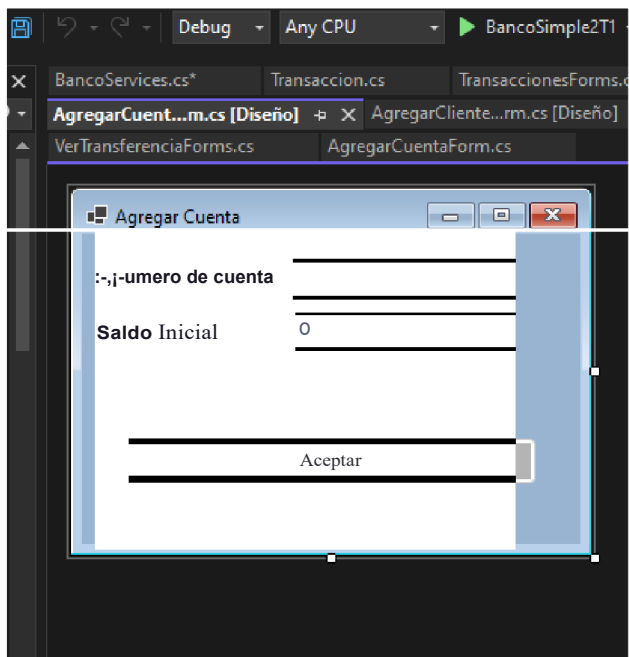 Debug Any CPU BancoSimple2T1
BancoServices.cs* Transaccion.cs TransaccionesForms.c
AgregarCuent...m.cs [Diseño] AgregarCliente...rm.cs [Diseño]
VerTransferenciaForms.cs AgregarCuentaForm.cs
Agregar Cuenta
:-,¡-umero de cuenta
Saldo Inicial
0
Aceptar